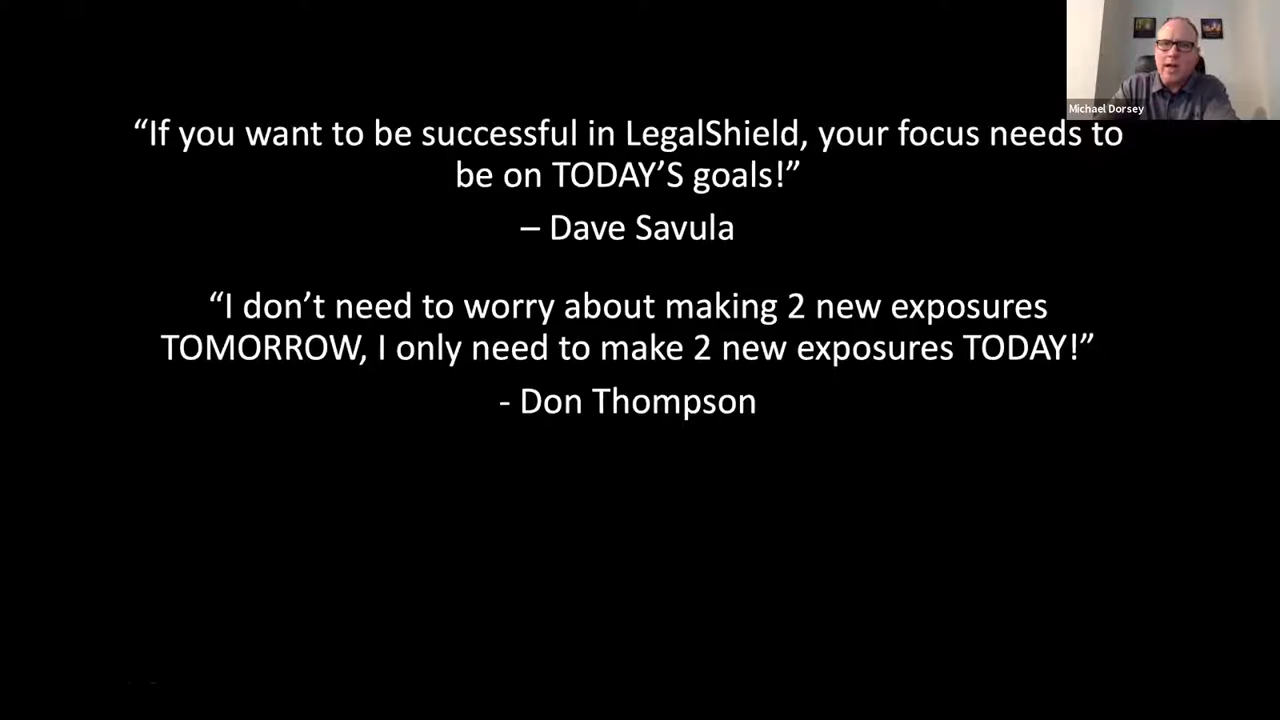 Michael Dorsey
“If you want to be successful in LegalShield, your focus needs to
be on TODAY’S goals!”
– Dave Savula
“I don’t need to worry about making 2 new exposures
TOMORROW, I only need to make 2 new exposures TODAY!”
- Don Thompson